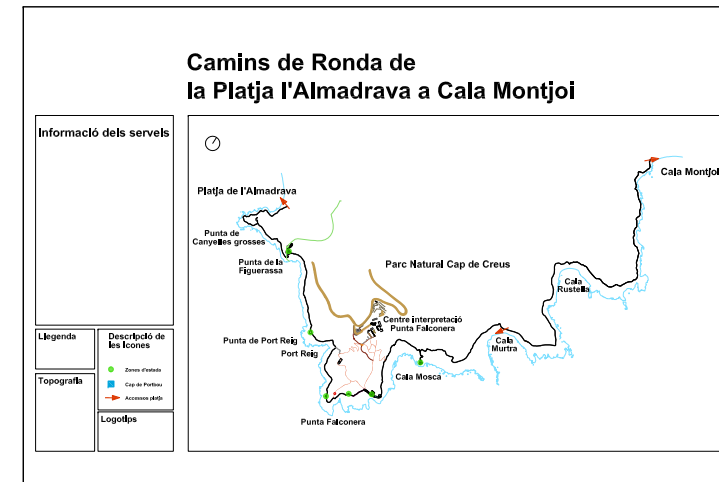 Camins de Ronda de
la Platja l'Almadrava a Cala Montjoi
Informació dels serveis
Llegenda
Topografia
Descripció de
les Icones
Zones d'estada
Cap de Portbou
Accessos platja
Logotips
Platja de l'Almadrava
Punta de
Canyelles grosses
Punta de la
Figuerassa
Punta de Port Reig
Port Reig
Punta Falconera
Parc Natural Cap de Creus
Centre interpretació
Punta Falconera
Cala Mosca
Cala
Murtra
Cala
Rustella
Cala Montjoi